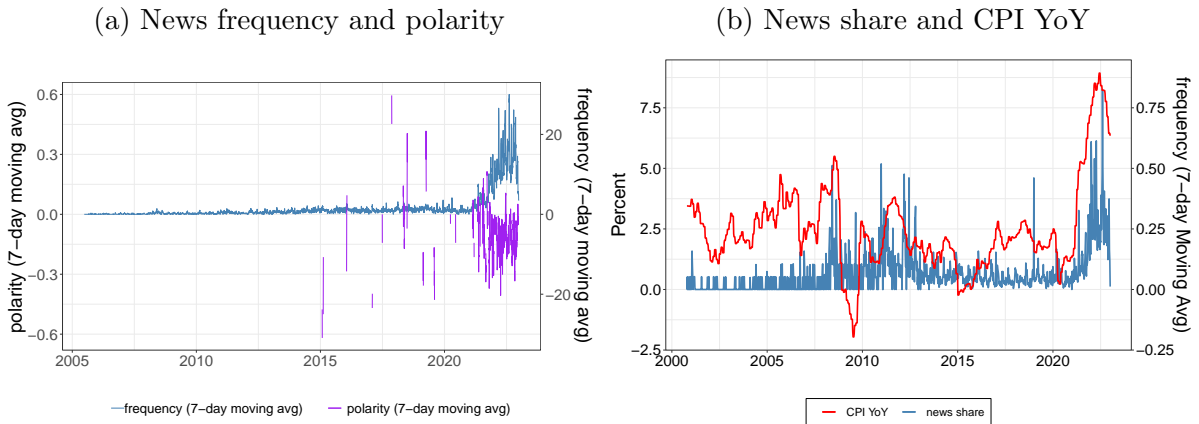 (a) News frequency and polarity
polarity (7−day moving avg)
0.6
0.3
0.0
−0.3
−0.6
20
0
−20
frequency (7−day moving avg)
2005
2010
2015
2020
frequency (7−day moving avg)
polarity (7−day moving avg)
(b) News share and CPI YoY
Percent
7.5
5.0
2.5
0.0
−2.5
0.75
0.50
0.25
0.00
−0.25
frequency (7−day Moving Avg)
2000
2005
2010
2015
2020
CPI YoY
news share